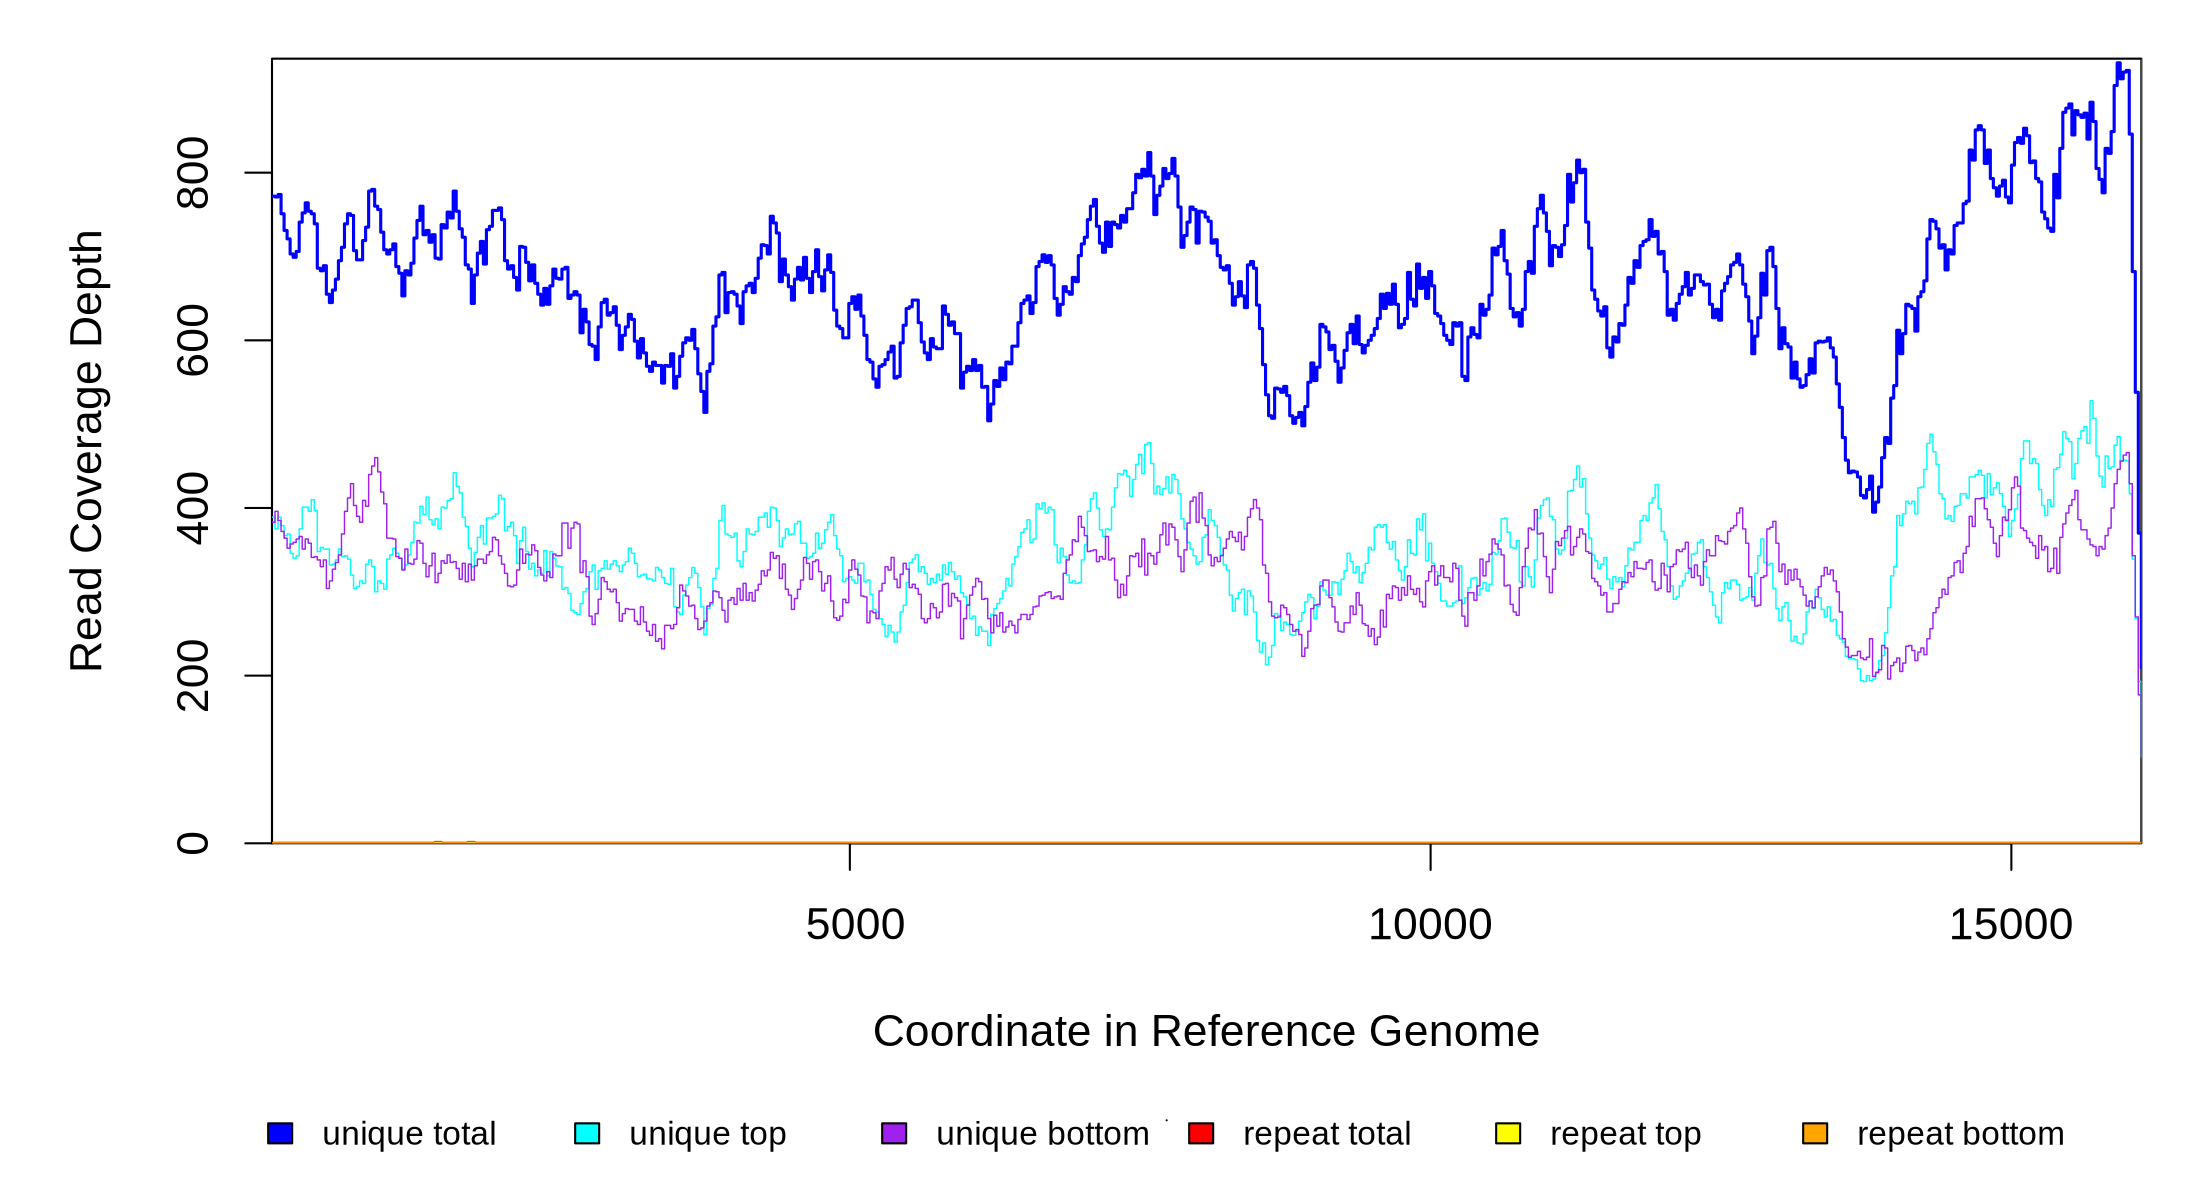 Read Coverage Depth
800
600
400
200
0
5000 10000 15000
Coordinate in Reference Genome
unique total unique top unique bottom repeat total repeat top repeat bottom